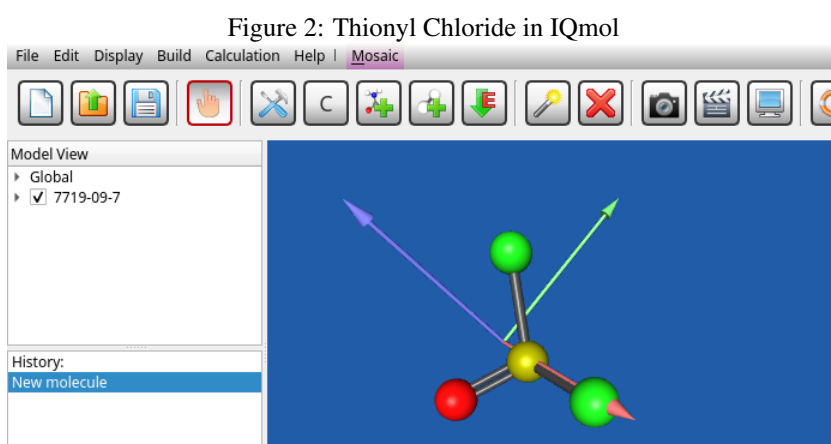 Figure 2: Thionyl Chloride in IQmol
File Edit Display Build Calculation Help Mosaic
C E
Model View
Global
7719-09-7
History:
New molecule